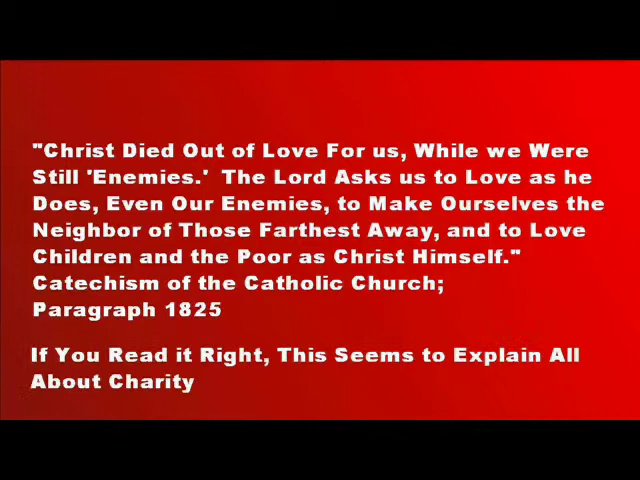 "Christ Died Out of Love For us, While we Were
Still 'Enemies.' The Lord Asks us to Love as he
Does, Even Our Enemies, to Make Ourselves the
Neighbor of Those Farthest Away, and to Love
Children and the Poor as Christ Himself."
Catechism of the Catholic Church;
Paragraph 1825
If You Read it Right, This Seems to Explain All
About Charity